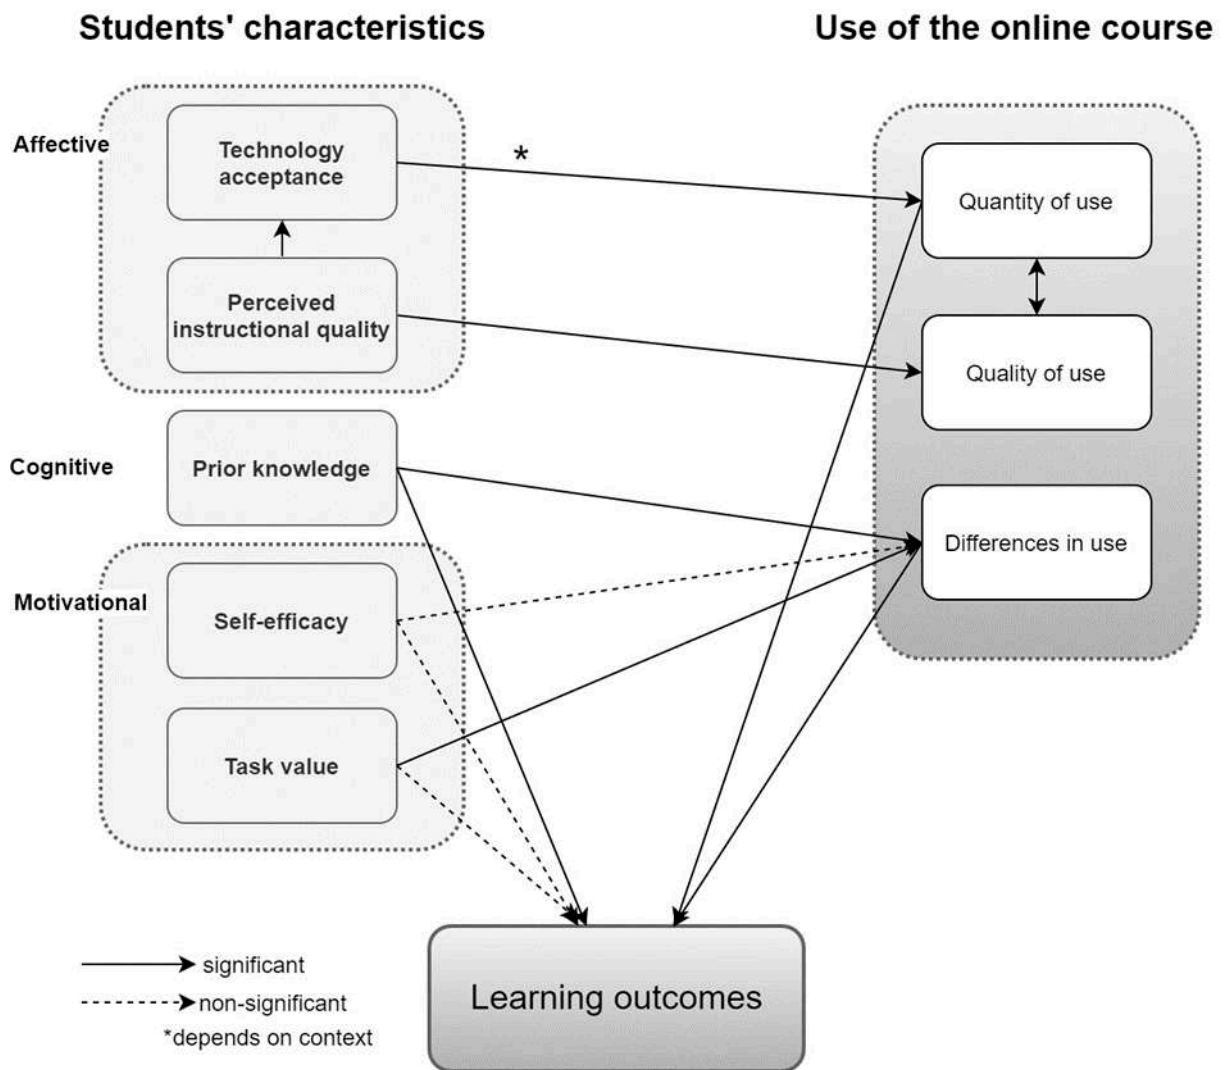 Students' characteristics
Use of the online course
Affective
Technology
acceptance
*
Quantity of use
Perceived
instructional quality
Quality of use
Cognitive
Prior knowledge
Differences in use
Motivational
Self-efficacy
Task value
significant
non-significant
*depends on context
Learning outcomes